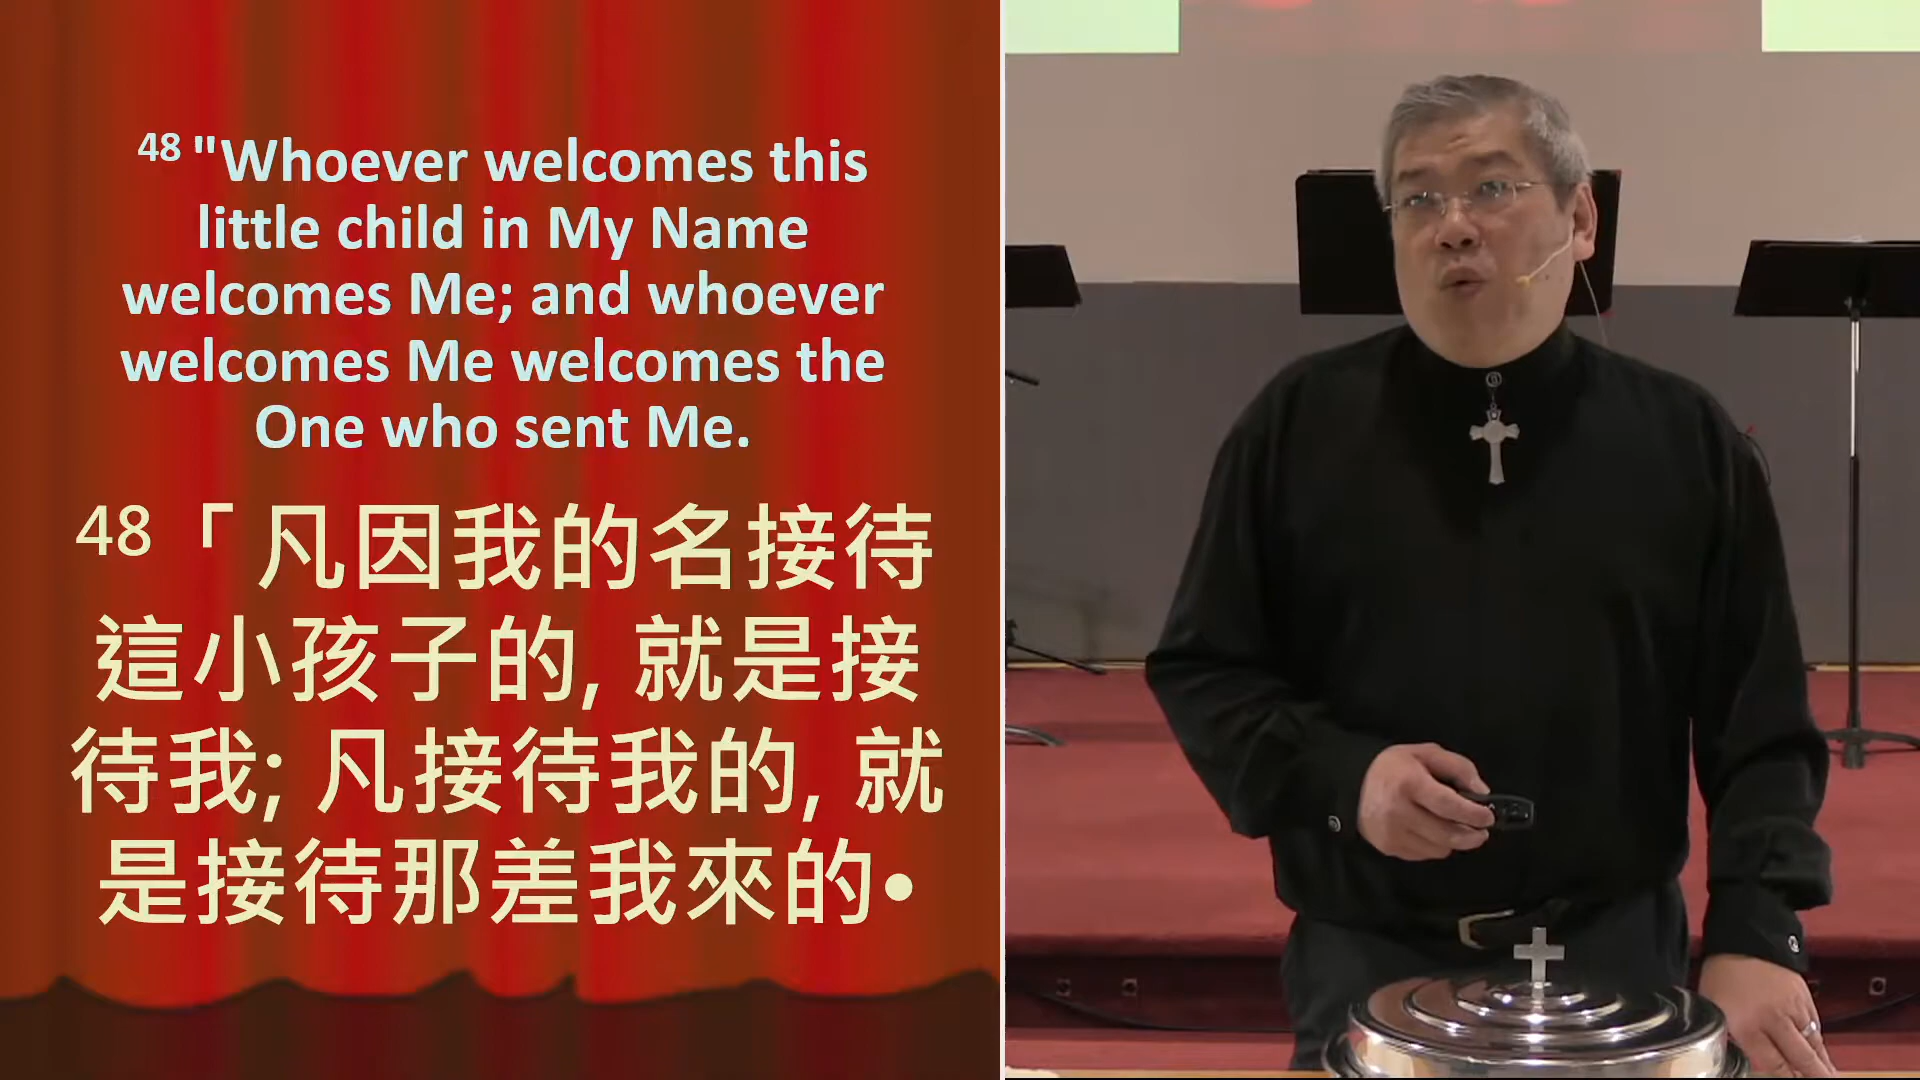 48 "Whoever welcomes this
little child in My Name
welcomes Me; and whoever
welcomes Me welcomes the
One who sent Me.
48「凡因我的名接待
這小孩子的, 就是接
待我; 凡接待我的, 就
是接待那差我來的•